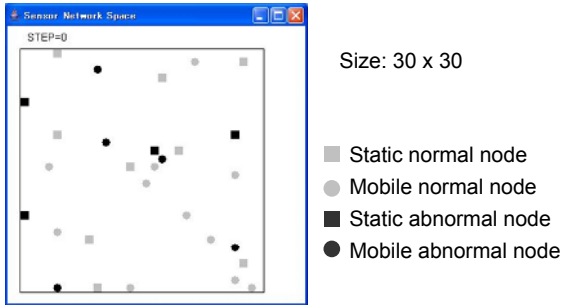 Sensor Network Space
STEP=0
Size: 30 x 30
Static normal node
Mobile normal node
Static abnormal node
Mobile abnormal node